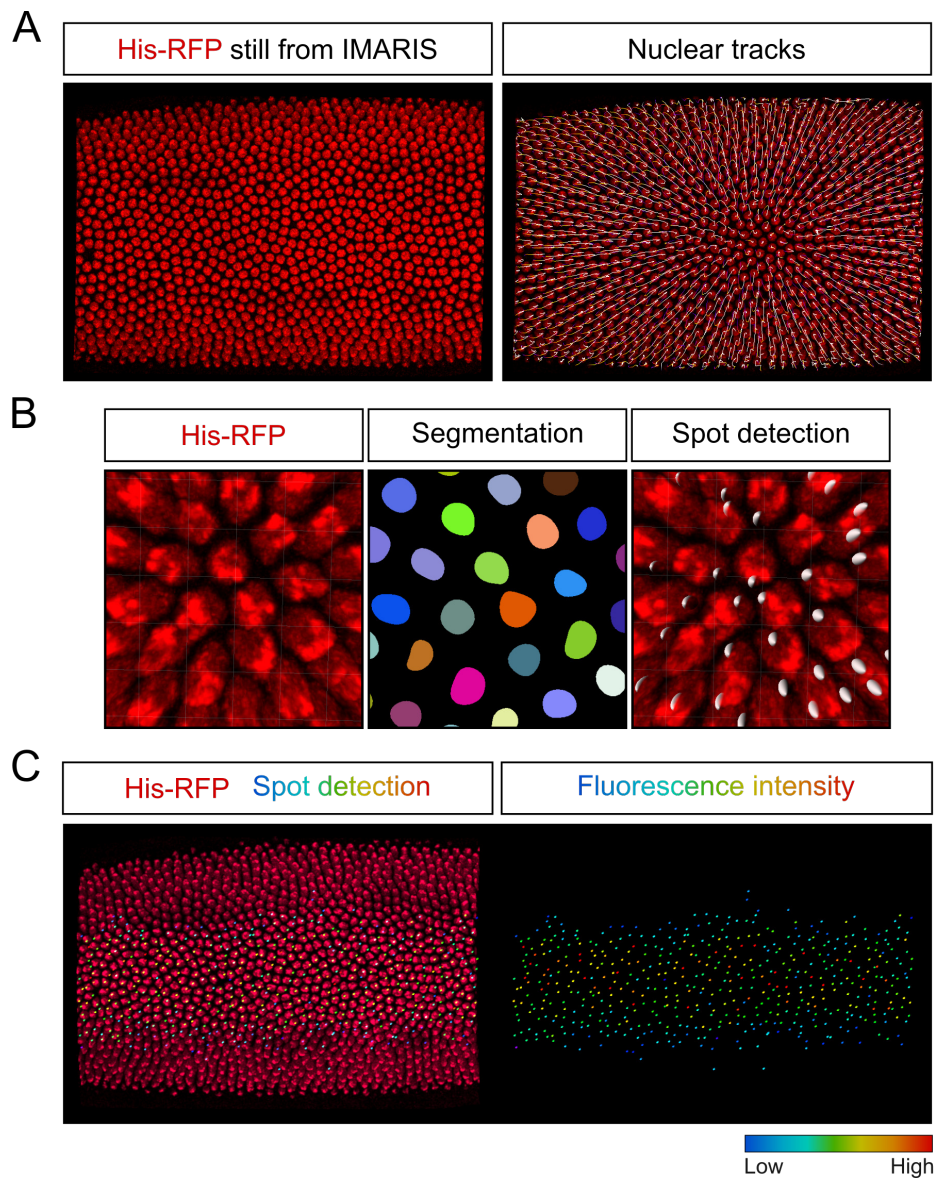 A
His-RFP still from IMARIS
Nuclear tracks
B
His-RFP
Segmentation
Spot detection
C
His-RFP Spot detection
Fluorescence intensity
Low
High